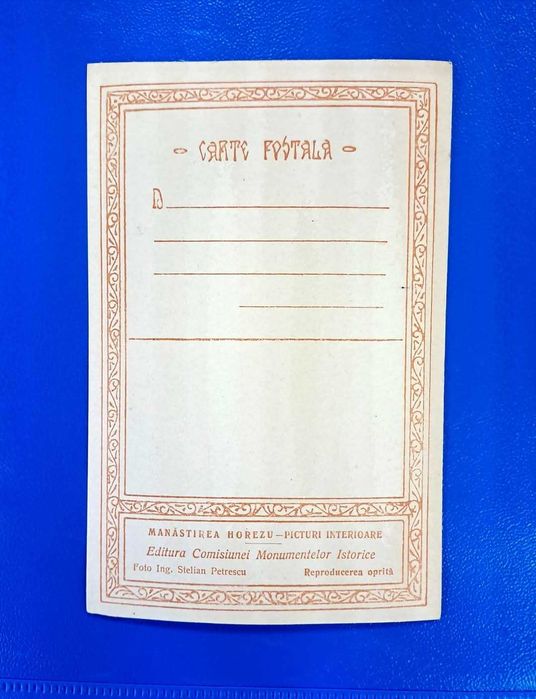 CARTE POSTALA
D
MANĂSTIREA HOREZU—PICTURI INTERIOARE
Editura Comisiunei Monumentelor Istorice
Foto Ing. Stelian Petrescu Reproducerea oprită